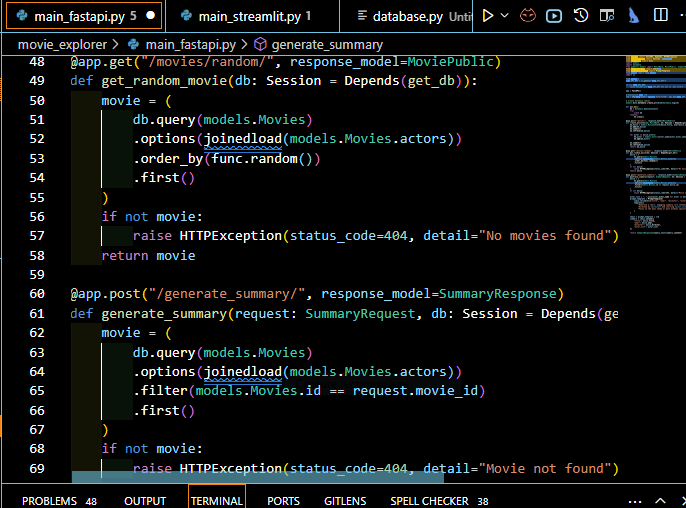 main_fastapi.py 5
main_streamlit.py 1
database.py Unti
movie_explorer > main_fastapi.py > generate_summary
48 @app.get("/movies/random/", response_model=MoviePublic)
49 def get_random_movie(db: Session = Depends(get_db)):
50 movie = (
51 db.query(models.Movies)
52 .options(joinedload(models.Movies.actors))
53 .order_by(func.random())
54 .first()
55 )
56 if not movie:
57 raise HTTPException(status_code=404, detail="No movies found")
58 return movie
59
60 @app.post("/generate_summary/", response_model=SummaryResponse)
61 def generate_summary(request: SummaryRequest, db: Session = Depends(ge
62 movie = (
63 db.query(models.Movies)
64 .options(joinedload(models.Movies.actors))
65 .filter(models.Movies.id == request.movie_id)
66 .first()
67 )
68 if not movie:
69 raise HTTPException(status_code=404, detail="Movie not found")
PROBLEMS 48 OUTPUT TERMINAL PORTS GITLENS SPELL CHECKER 38 ...